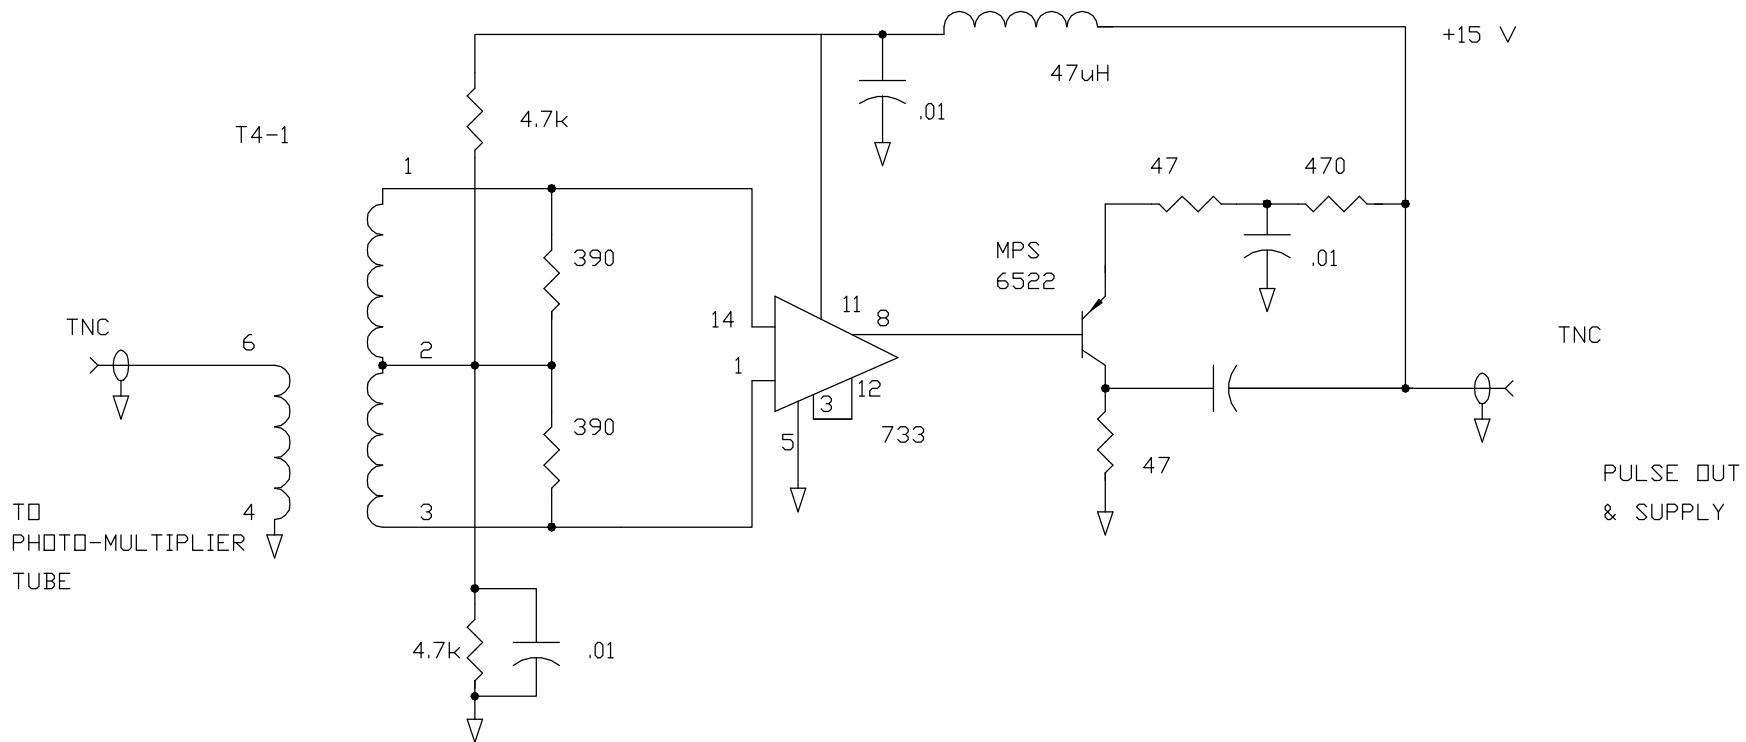 +15 V
47uH
.01
4.7k
T4-1
1
47
470
390
MPS
6522
.01
TNC
6
2
14
11
8
1
TNC
3
12
5
733
390
47
4
3
PULSE OUT
& SUPPLY
TO
PHOTO-MULTIPLIER
TUBE
4.7k
.01